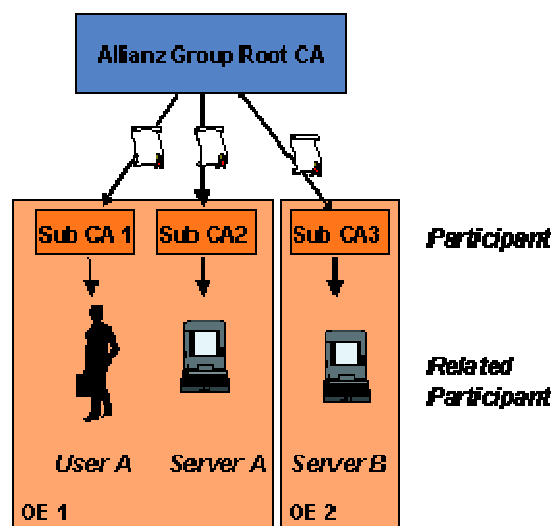 Allianz Group Root CA
Sub CA 1
Sub CA2
Sub CA3
Participant
Related
Participant
User A
Server A
Server B
OE 1
OE 2